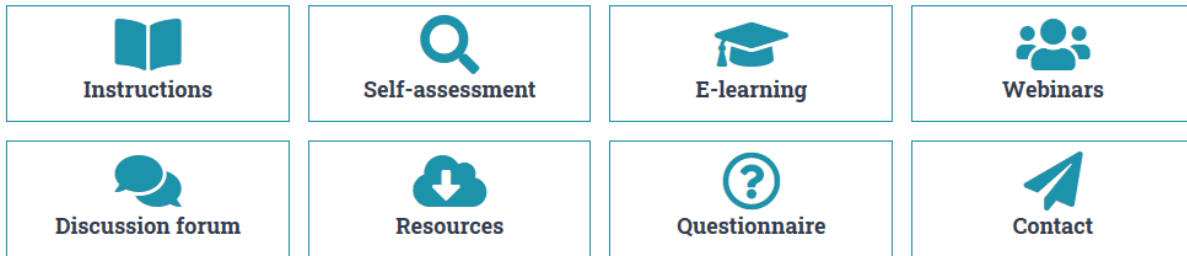 Instructions
Self-assessment
E-learning
Webinars
Discussion forum
Resources
Questionnaire
Contact